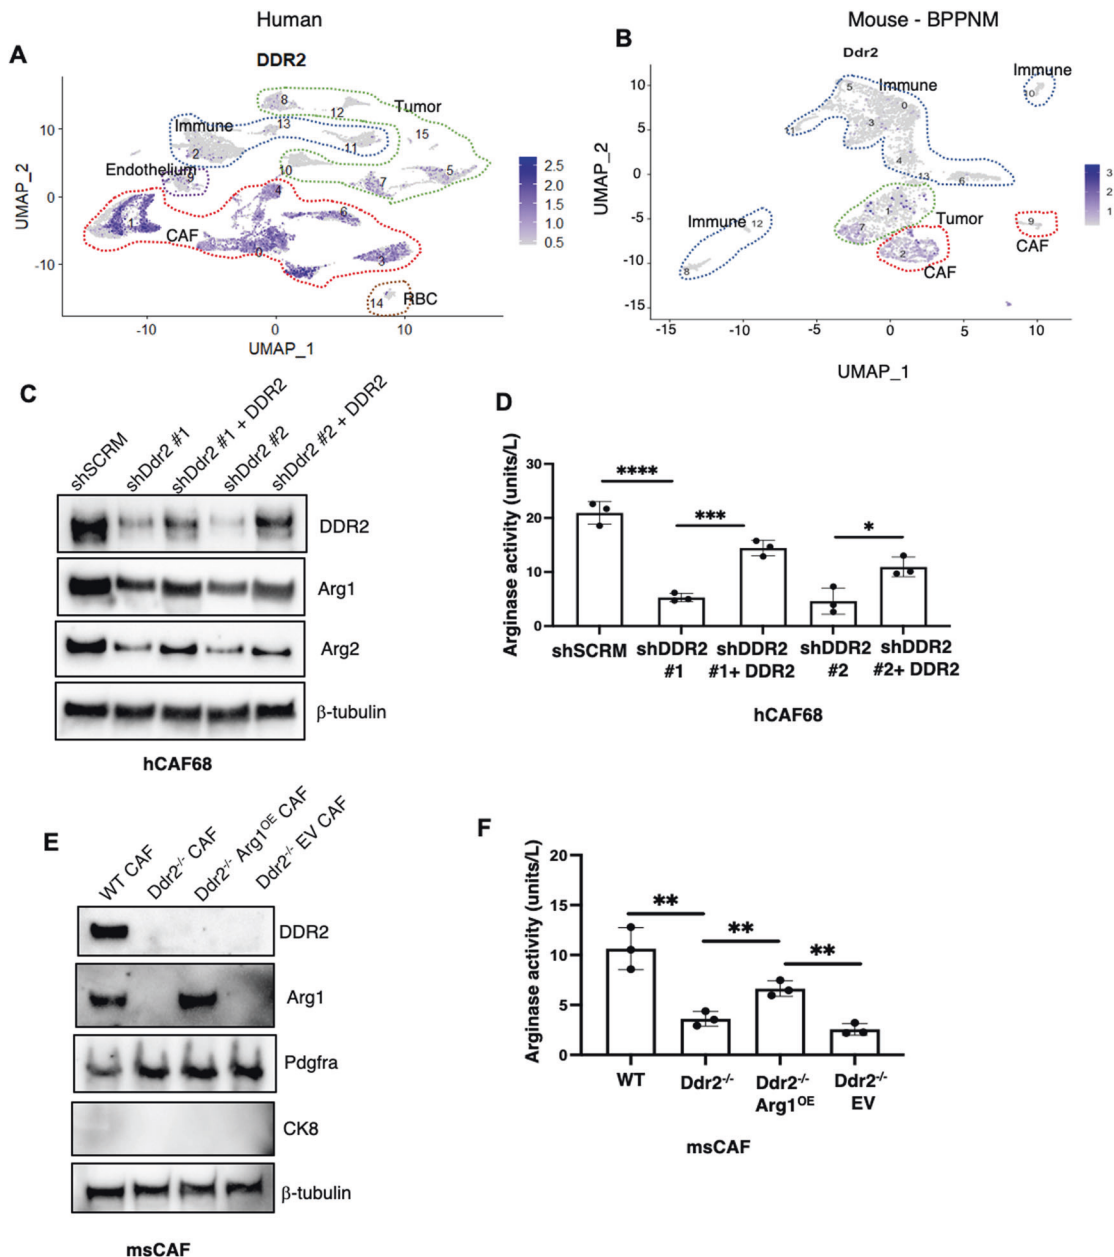 Human
Mouse - BPPNM
A
DDR2
UMAP_2
10
0
-10
-10
0
10
UMAP_1
8
12
Tumor
13
15
Immune
2
11
Endothelium
9
10
7
5
4
6
1
CAF
0
3
14
RBC
2.5
2.0
1.5
1.0
0.5
B
Ddr2
UMAP_2
10
5
0
-5
-10
-15
-15
-10
-5
0
5
10
UMAP_1
5
Immune
0
3
Immune
10
11
4
13
6
1
Tumor
7
2
CAF
9
CAF
Immune
12
8
3
2
1
C
shSCRM
shDdr2 #1
shDdr2 #1 + DDR2
shDdr2 #2
shDdr2 #2 + DDR2
DDR2
Arg1
Arg2
β-tubulin
hCAF68
D
Arginase activity (units/L)
30
20
10
0
****
***
*
shSCRM
shDDR2
#1
shDDR2
#1+ DDR2
shDDR2
#2
shDDR2
#2+ DDR2
hCAF68
E
WT CAF
Ddr2-/- CAF
Ddr2-/- Arg1OE CAF
Ddr2-/- EV CAF
DDR2
Arg1
Pdgfra
CK8
β-tubulin
msCAF
F
Arginase activity (units/L)
20
15
10
5
0
**
**
**
WT
Ddr2-/-
Ddr2-/-
Arg1OE
Ddr2-/-
EV
msCAF